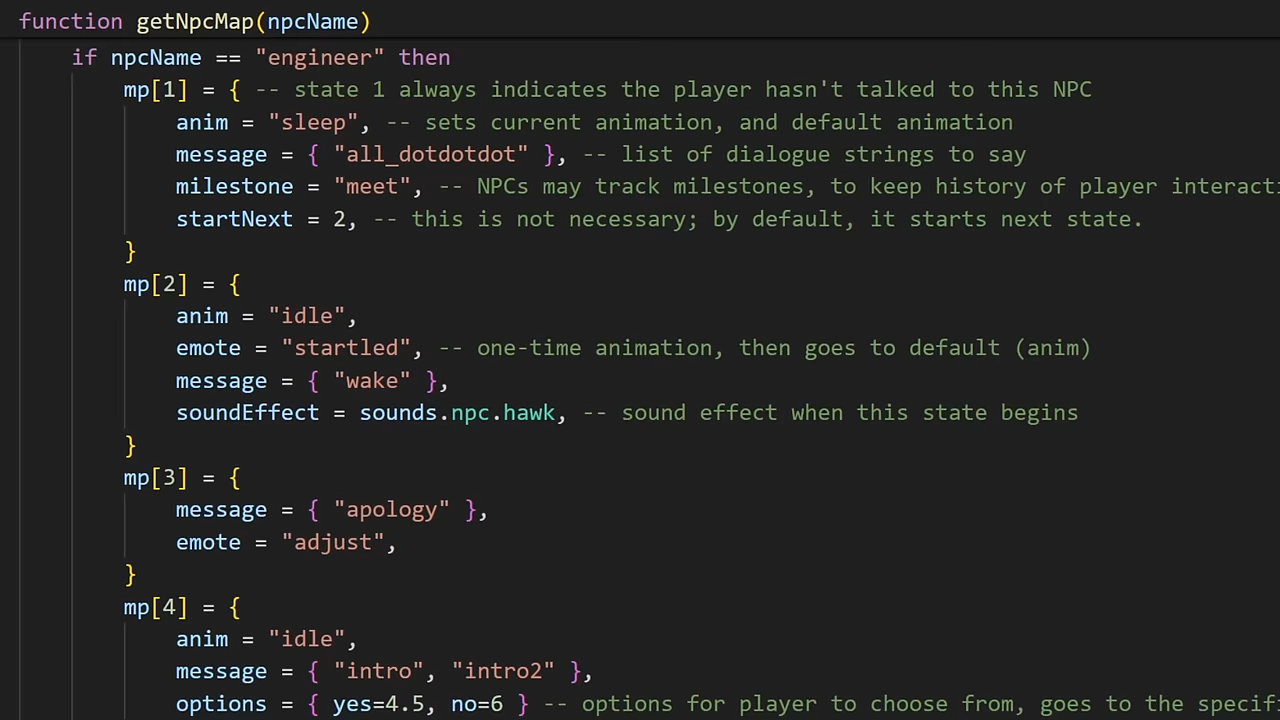 function getNpcMap(npcName)
if npcName == "engineer" then
mp[1] = { -- state 1 always indicates the player hasn't talked to this NPC
anim = "sleep", -- sets current animation, and default animation
message = { "all_dotdotdot" }, -- list of dialogue strings to say
milestone = "meet", -- NPCs may track milestones, to keep history of player interacti
startNext = 2, -- this is not necessary; by default, it starts next state.
}
mp[2] = {
anim = "idle",
emote = "startled", -- one-time animation, then goes to default (anim)
message = { "wake" },
soundEffect = sounds.npc.hawk, -- sound effect when this state begins
}
mp[3] = {
message = { "apology" },
emote = "adjust",
}
mp[4] = {
anim = "idle",
message = { "intro", "intro2" },
options = { yes=4.5, no=6 } -- options for player to choose from, goes to the specif